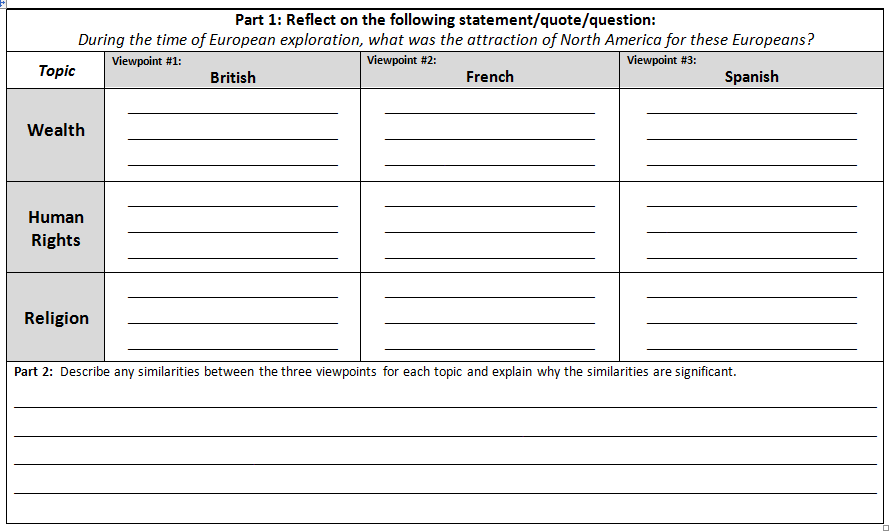 Part 1: Reflect on the following statement/quote/question:
During the time of European exploration, what was the attraction of North America for these Europeans?
Topic
Viewpoint #1:
British
Viewpoint #2:
French
Viewpoint #3:
Spanish
Wealth
Human
Rights
Religion
Part 2: Describe any similarities between the three viewpoints for each topic and explain why the similarities are significant.